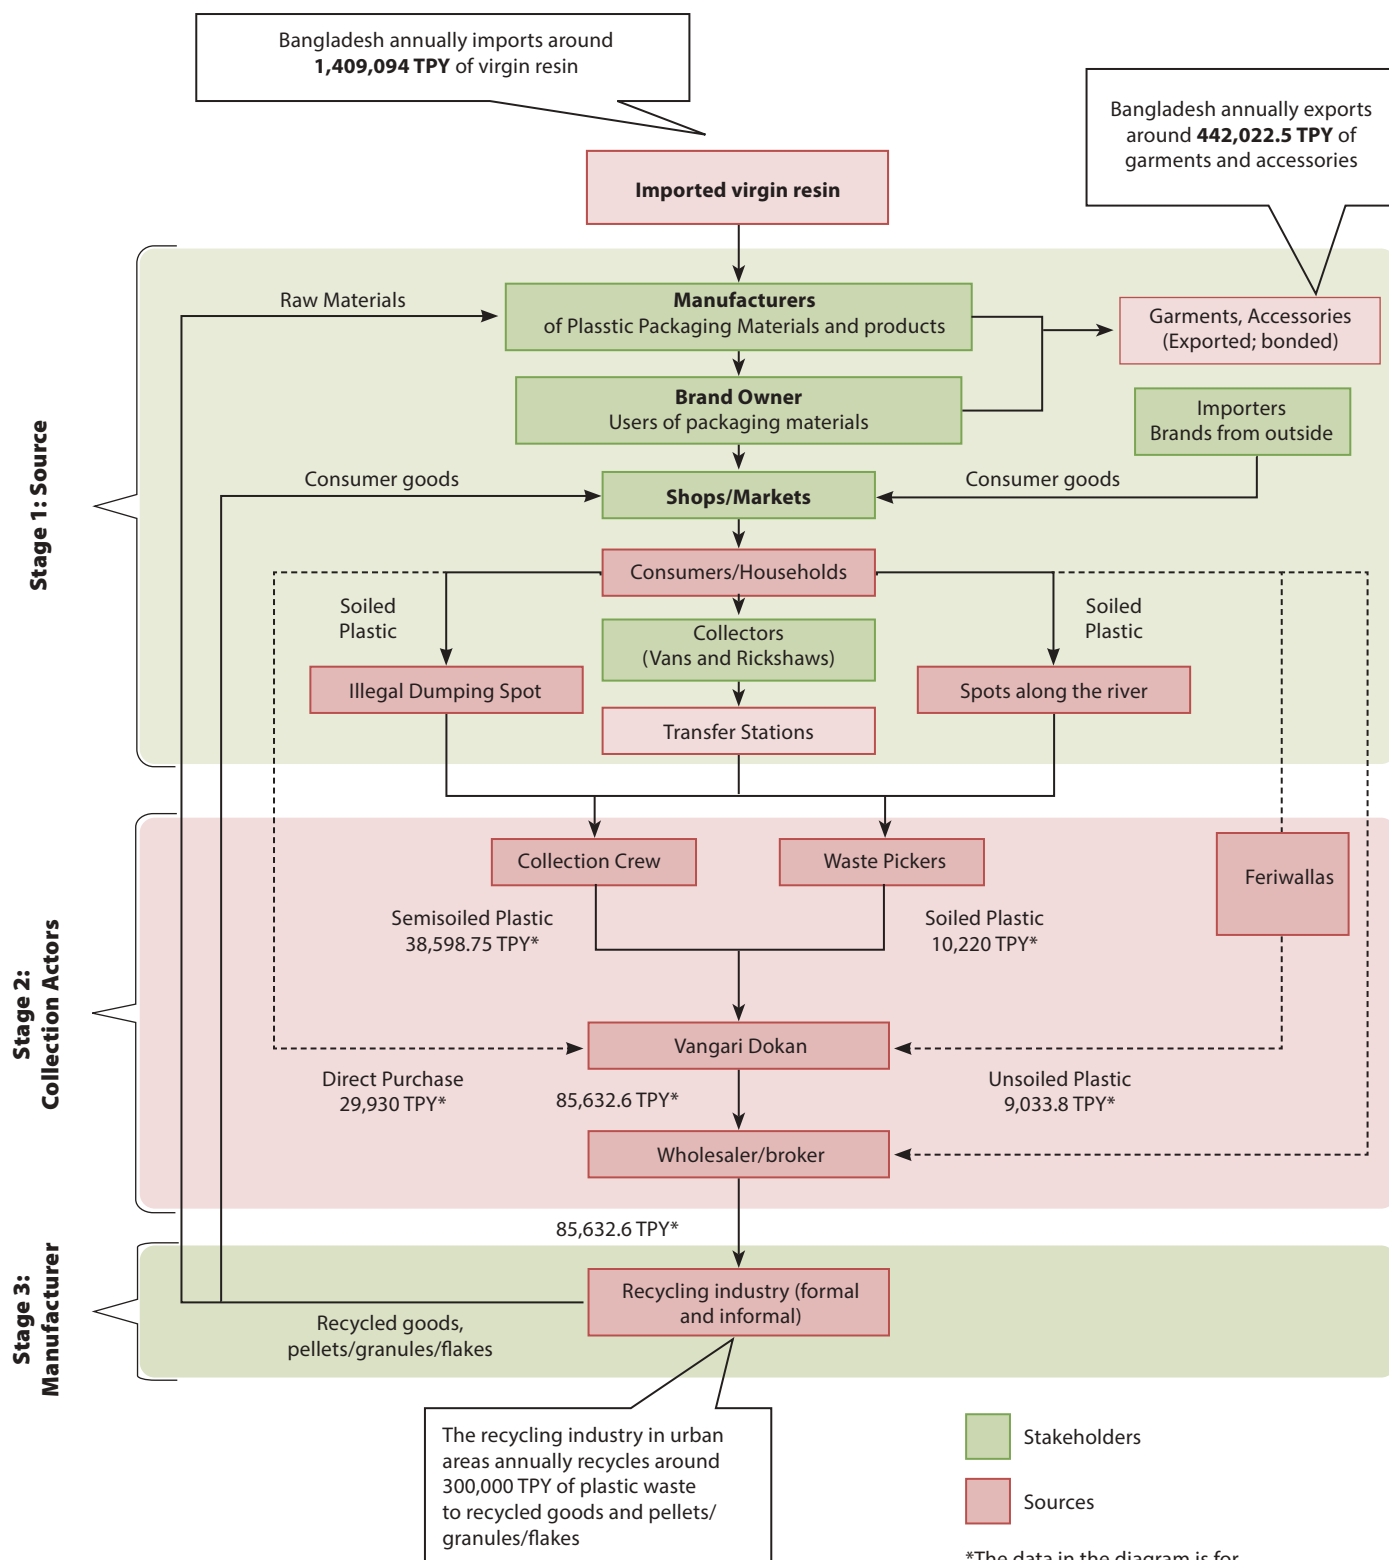 Bangladesh annually imports around
1,409,094 TPY of virgin resin
Bangladesh annually exports
around 442,022.5 TPY of
garments and accessories
Imported virgin resin
Stage 1: Source
Raw Materials
Manufacturers
of Plasstic Packaging Materials and products
Garments, Accessories
(Exported; bonded)
Brand Owner
Users of packaging materials
Importers
Brands from outside
Consumer goods
Shops/Markets
Consumer goods
Consumers/Households
Soiled
Plastic
Collectors
(Vans and Rickshaws)
Soiled
Plastic
Illegal Dumping Spot
Spots along the river
Transfer Stations
Stage 2:
Collection Actors
Collection Crew
Waste Pickers
Feriwallas
Semisoiled Plastic
38,598.75 TPY*
Soiled Plastic
10,220 TPY*
Vangari Dokan
Direct Purchase
29,930 TPY*
85,632.6 TPY*
Unsoiled Plastic
9,033.8 TPY*
Wholesaler/broker
85,632.6 TPY*
Stage 3:
Manufacturer
Recycling industry (formal
and informal)
Recycled goods,
pellets/granules/flakes
The recycling industry in urban
areas annually recycles around
300,000 TPY of plastic waste
to recycled goods and pellets/
granules/flakes
Stakeholders
Sources
*The data in the diagram is for